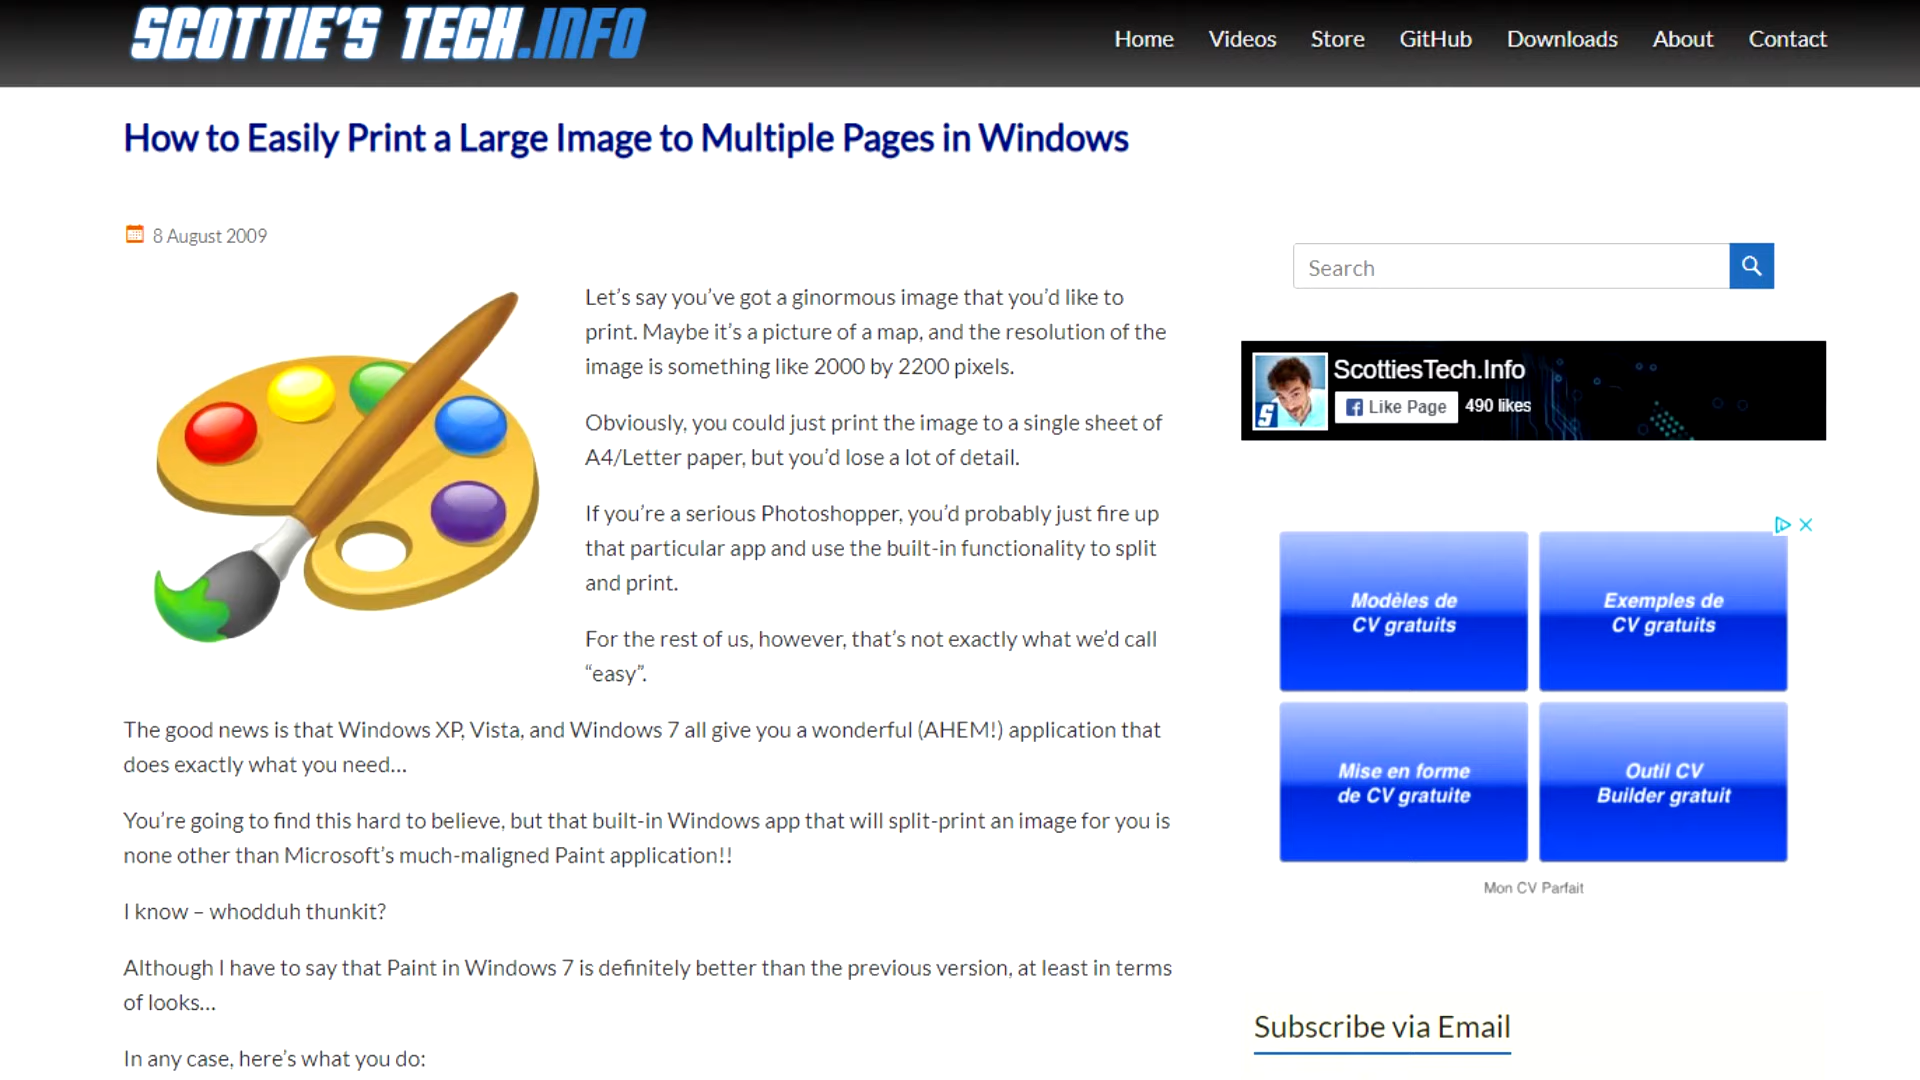 SCOTTIE'S TECH.INFO
Home Videos Store GitHub Downloads About Contact
How to Easily Print a Large Image to Multiple Pages in Windows
8 August 2009
Let’s say you’ve got a ginormous image that you’d like to
print. Maybe it’s a picture of a map, and the resolution of the
image is something like 2000 by 2200 pixels.
Obviously, you could just print the image to a single sheet of
A4/Letter paper, but you’d lose a lot of detail.
If you’re a serious Photoshopper, you’d probably just fire up
that particular app and use the built-in functionality to split
and print.
For the rest of us, however, that’s not exactly what we’d call
“easy”.
The good news is that Windows XP, Vista, and Windows 7 all give you a wonderful (AHEM!) application that
does exactly what you need…
You’re going to find this hard to believe, but that built-in Windows app that will split-print an image for you is
none other than Microsoft’s much-maligned Paint application!!
I know – whodduh thunkit?
Although I have to say that Paint in Windows 7 is definitely better than the previous version, at least in terms
of looks…
In any case, here’s what you do:
Search
ScottiesTech.Info
S
Like Page 490 likes
Modèles de
CV gratuits
Exemples de
CV gratuits
Mise en forme
de CV gratuite
Outil CV
Builder gratuit
Mon CV Parfait
Subscribe via Email